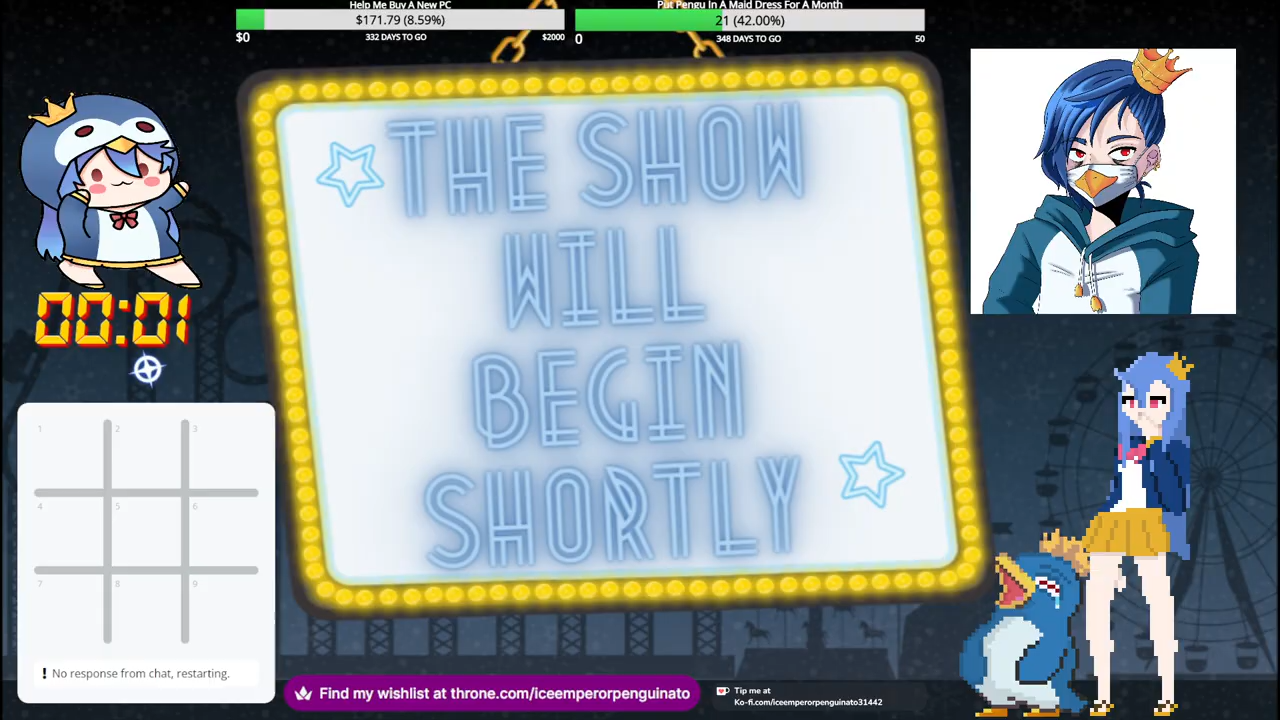 Help Me Buy A New PC
$171.79 (8.59%)
$0
332 DAYS TO GO
$2000
Put Pengu In A Maid Dress For A Month
21 (42.00%)
0
348 DAYS TO GO
50
THE SHOW
WILL
BEGIN
SHORTLY
00:01
1
2
3
4
5
6
7
8
9
! No response from chat, restarting.
Find my wishlist at throne.com/iceemperorpenguinato
Tip me at
Ko-fi.com/iceemperorpenguinato31442